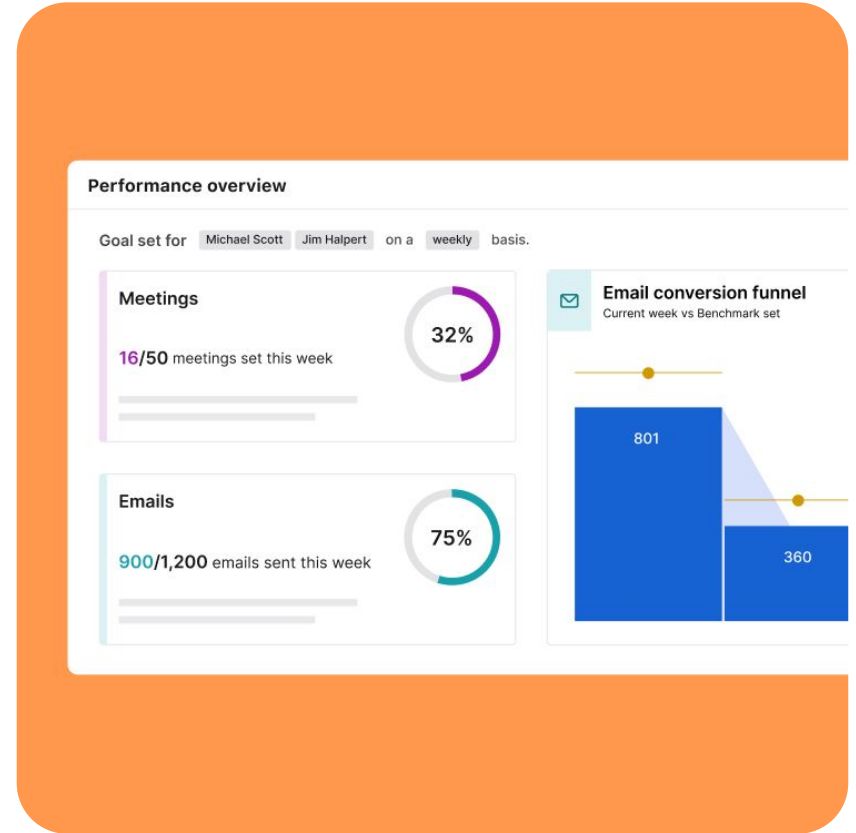 Performance overview
Goal set for Michael Scott Jim Halpert on a weekly basis.
Meetings
32%
16/50 meetings set this week
Emails
75%
900/1,200 emails sent this week
Email conversion funnel
Current week vs Benchmark set
801
360